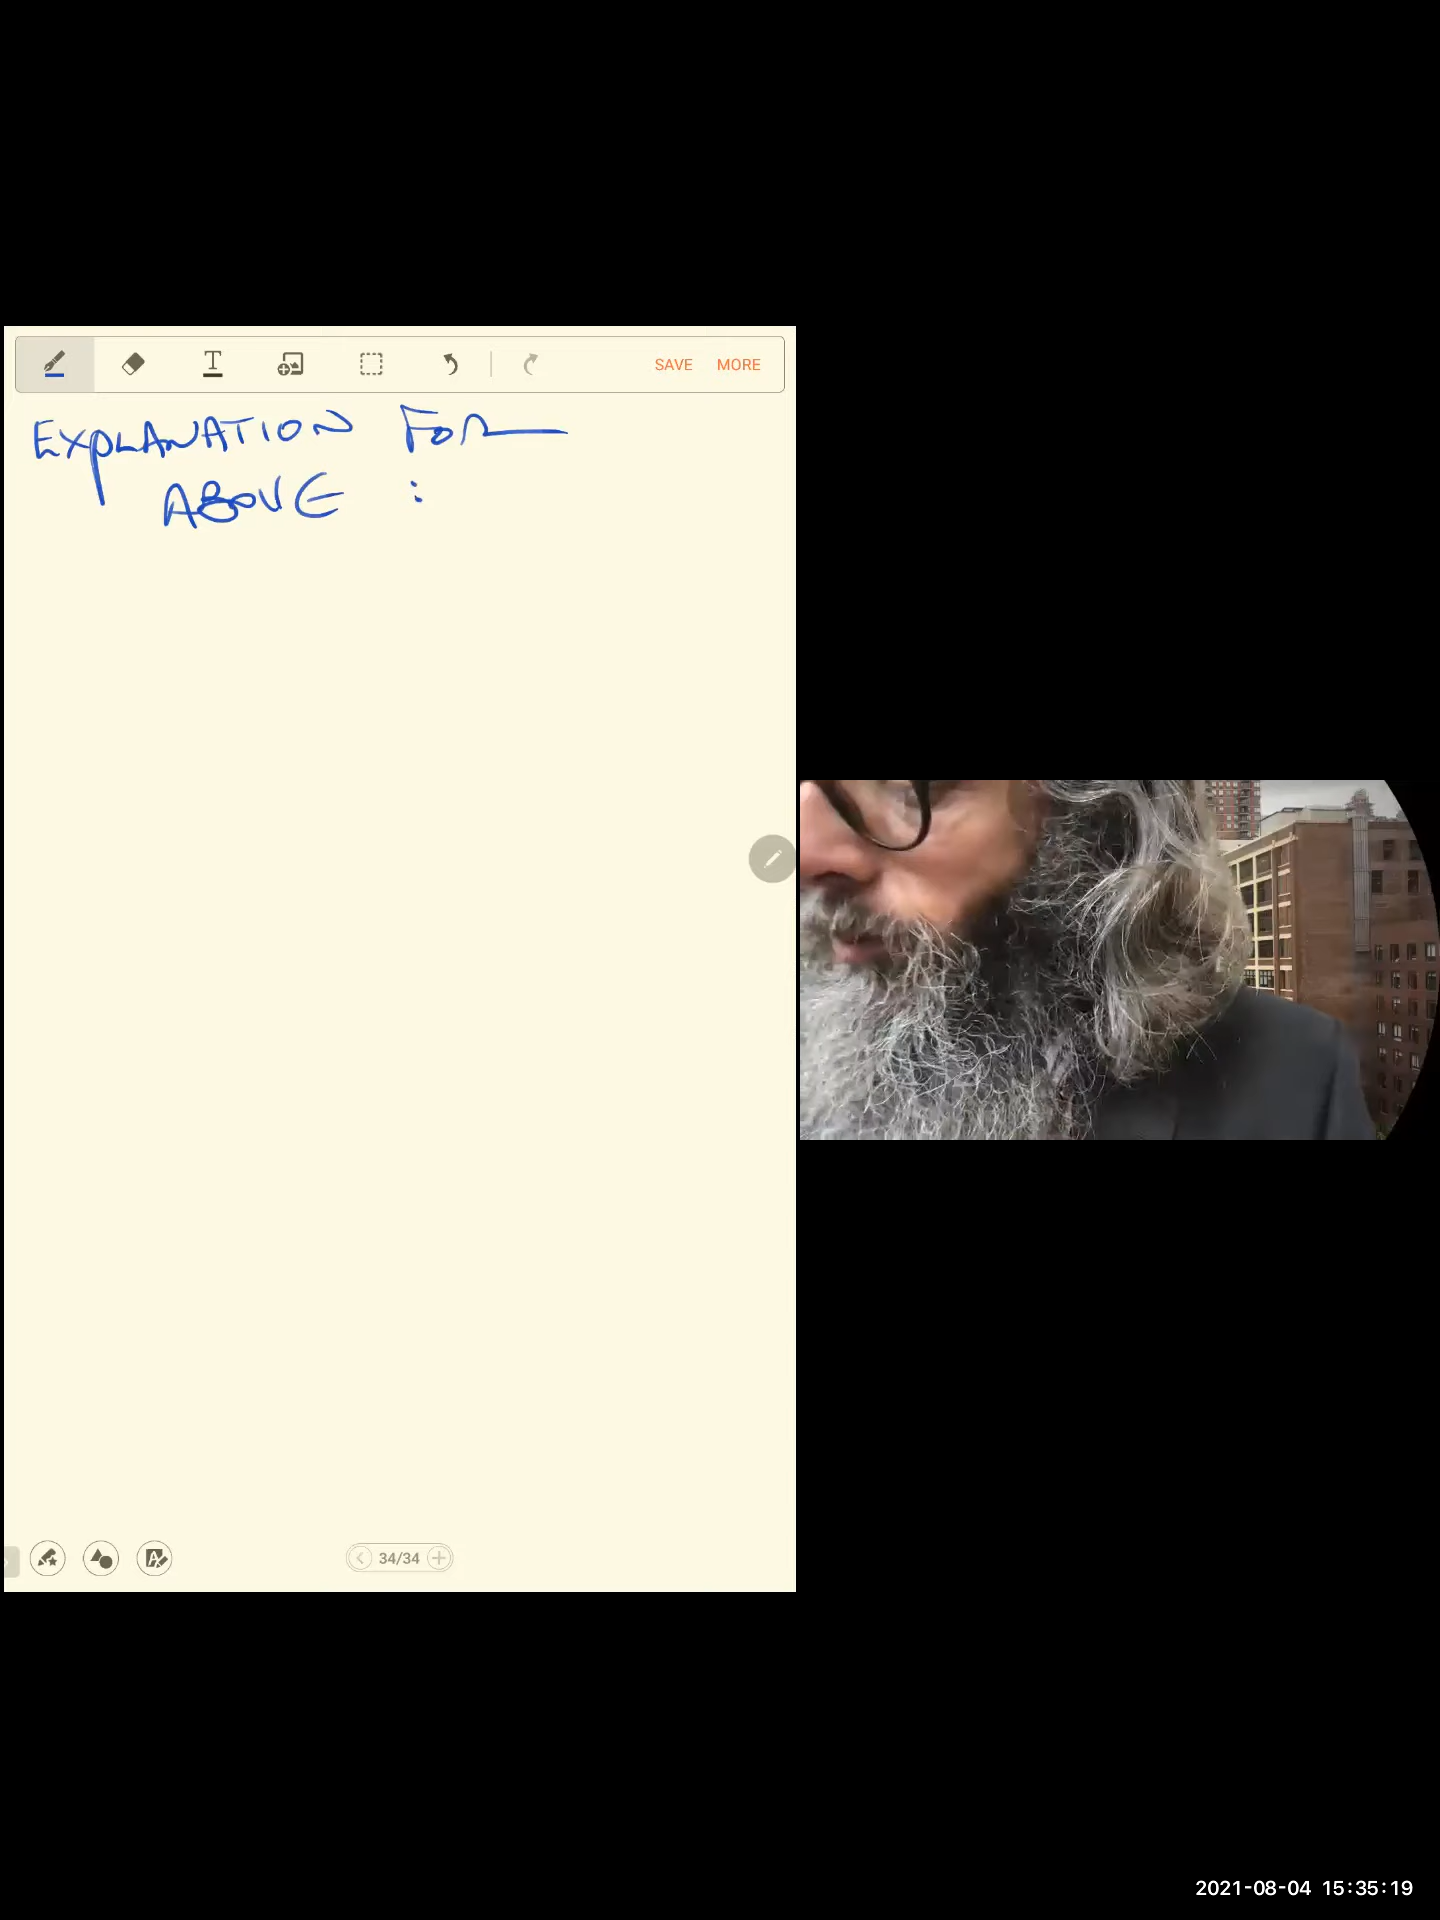 SAVE MORE
EXPLANATION FOR
ABOVE :
34/34
2021-08-04 15:35:19